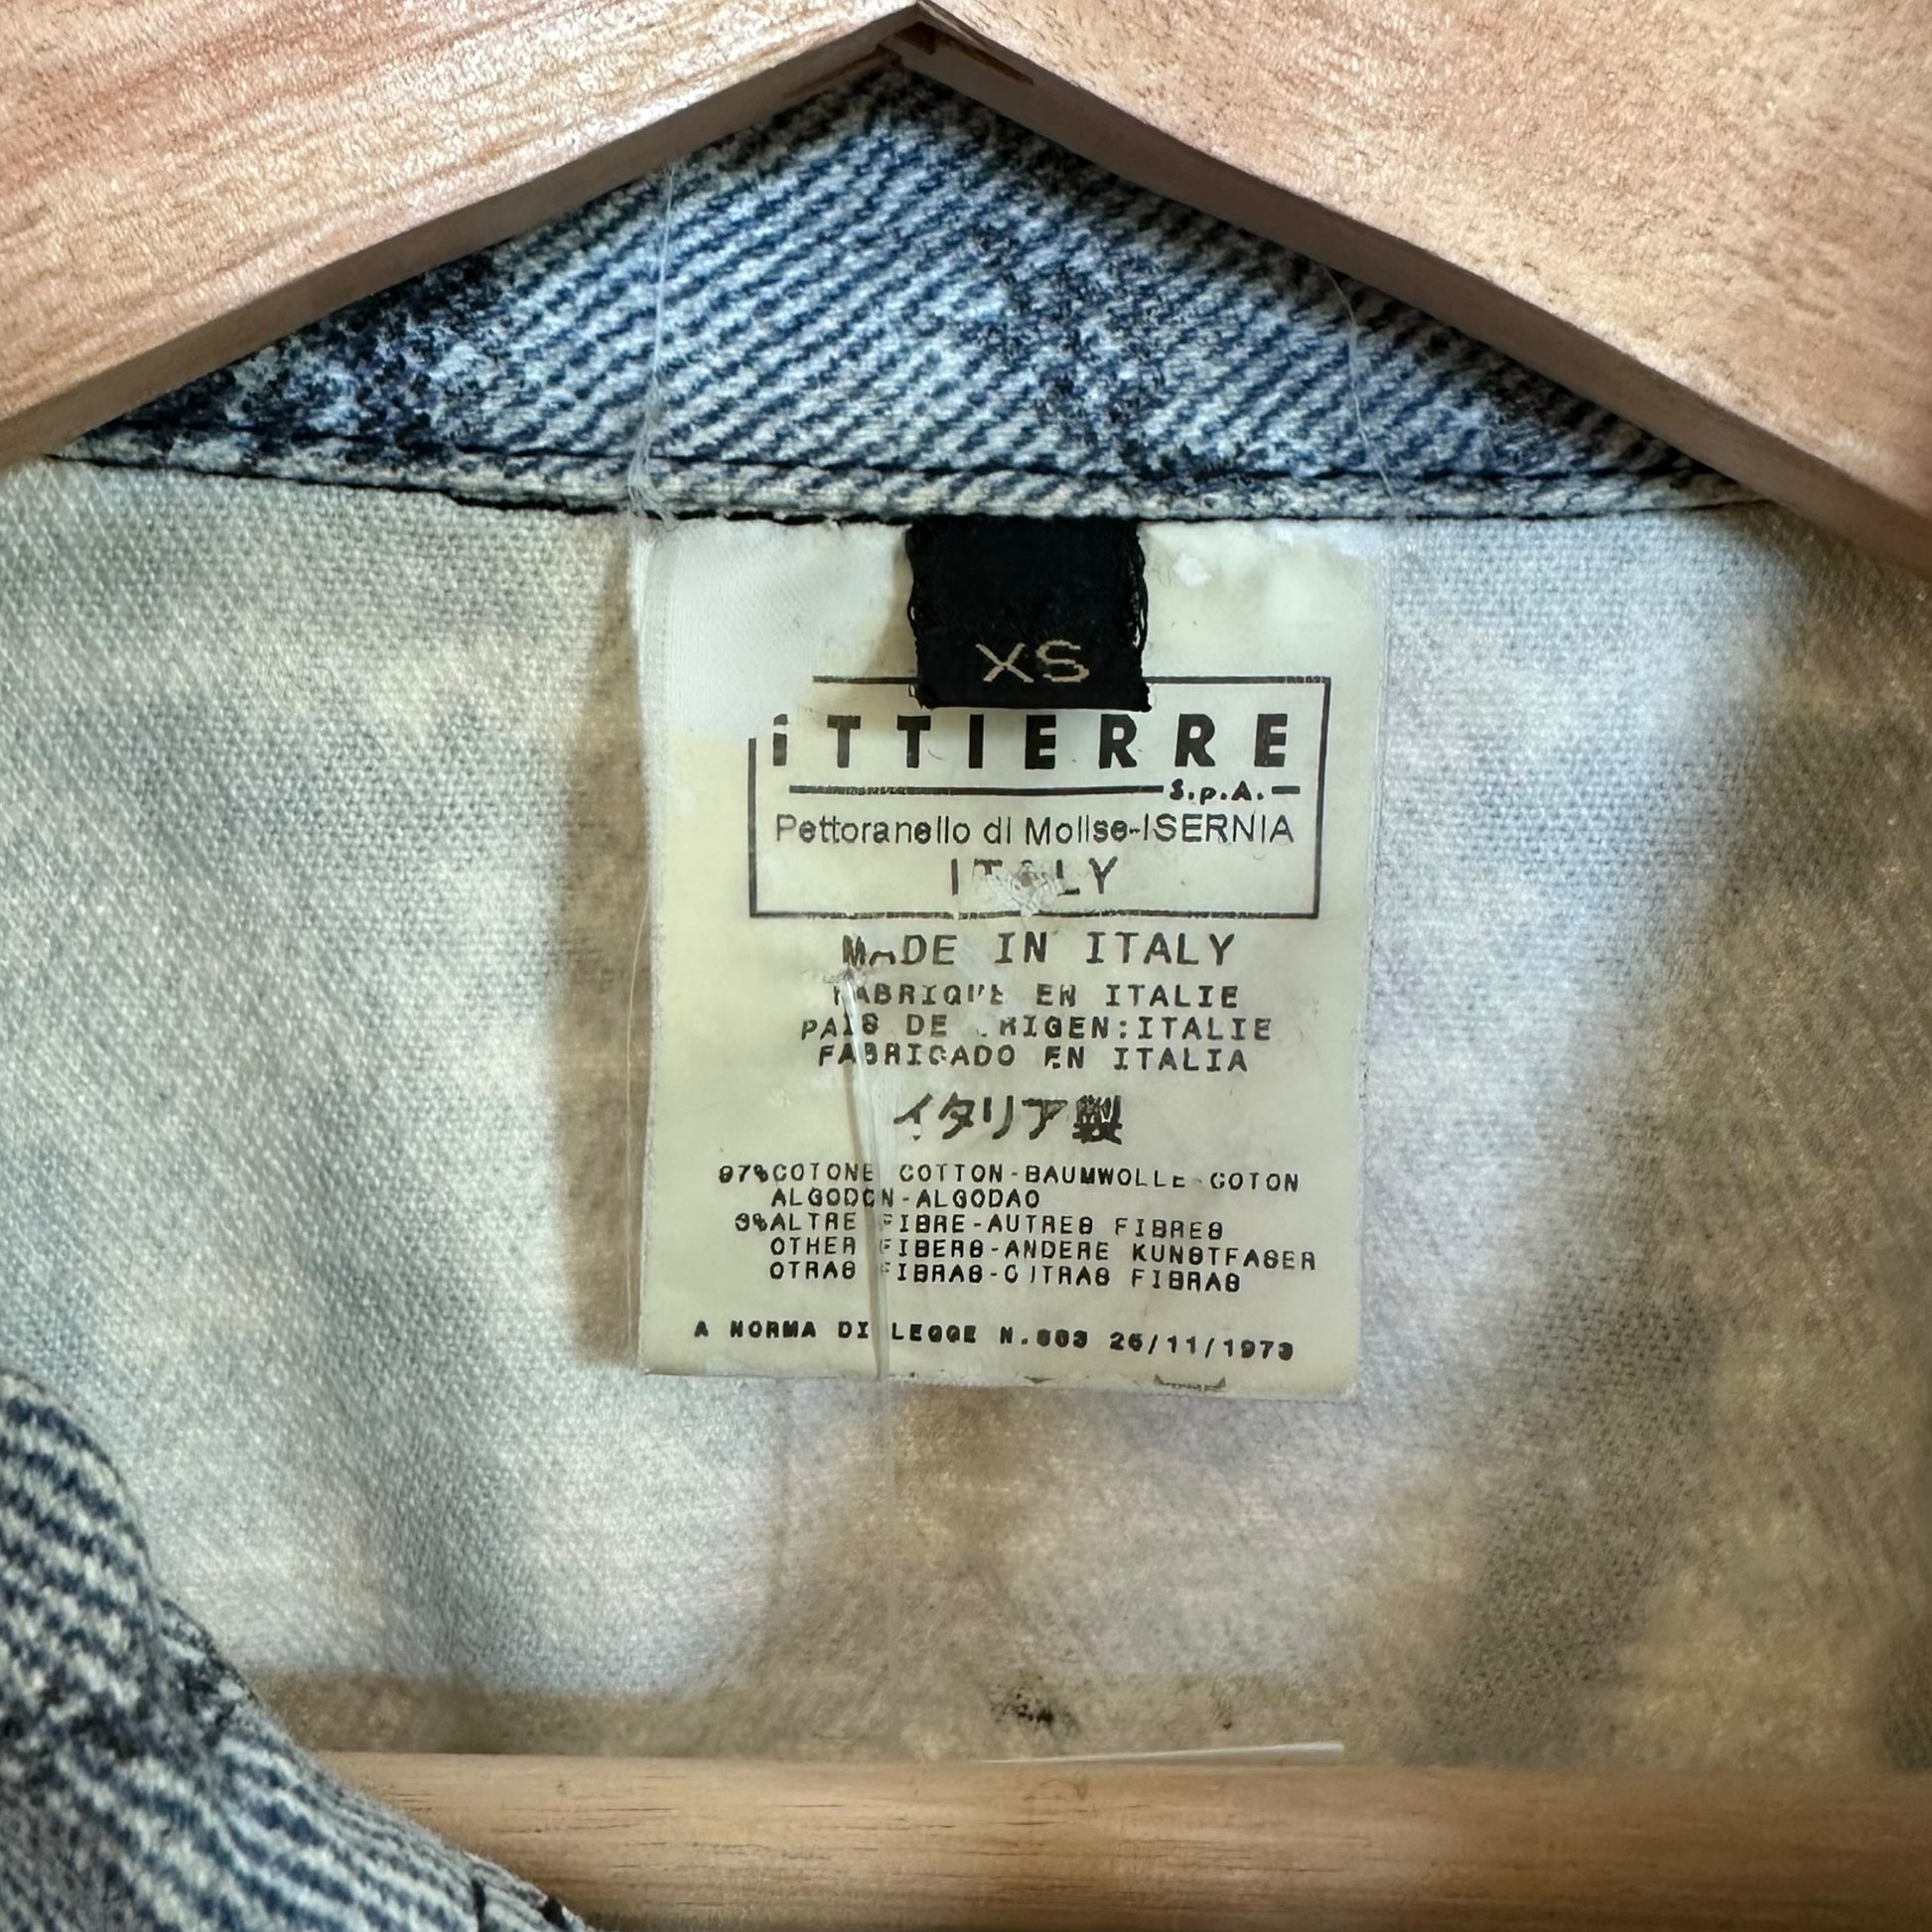 XS
ITTIERRE
S.p.A.
Pettoranello di Molise-ISERNIA
ITALY
MADE IN ITALY
FABRIQUE EN ITALIE
PAIS DE ORIGEN:ITALIE
FABRICADO EN ITALIA
イタリア製
97%COTONE COTTON-BAUMWOLLE-COTON
ALGODON-ALGODAO
3%ALTRE FIBRE-AUTRES FIBRES
OTHER FIBERS-ANDERE KUNSTFASER
OTRAS FIBRAS-OUTRAS FIBRAS
A NORMA DI LEGGE N.883 26/11/1973